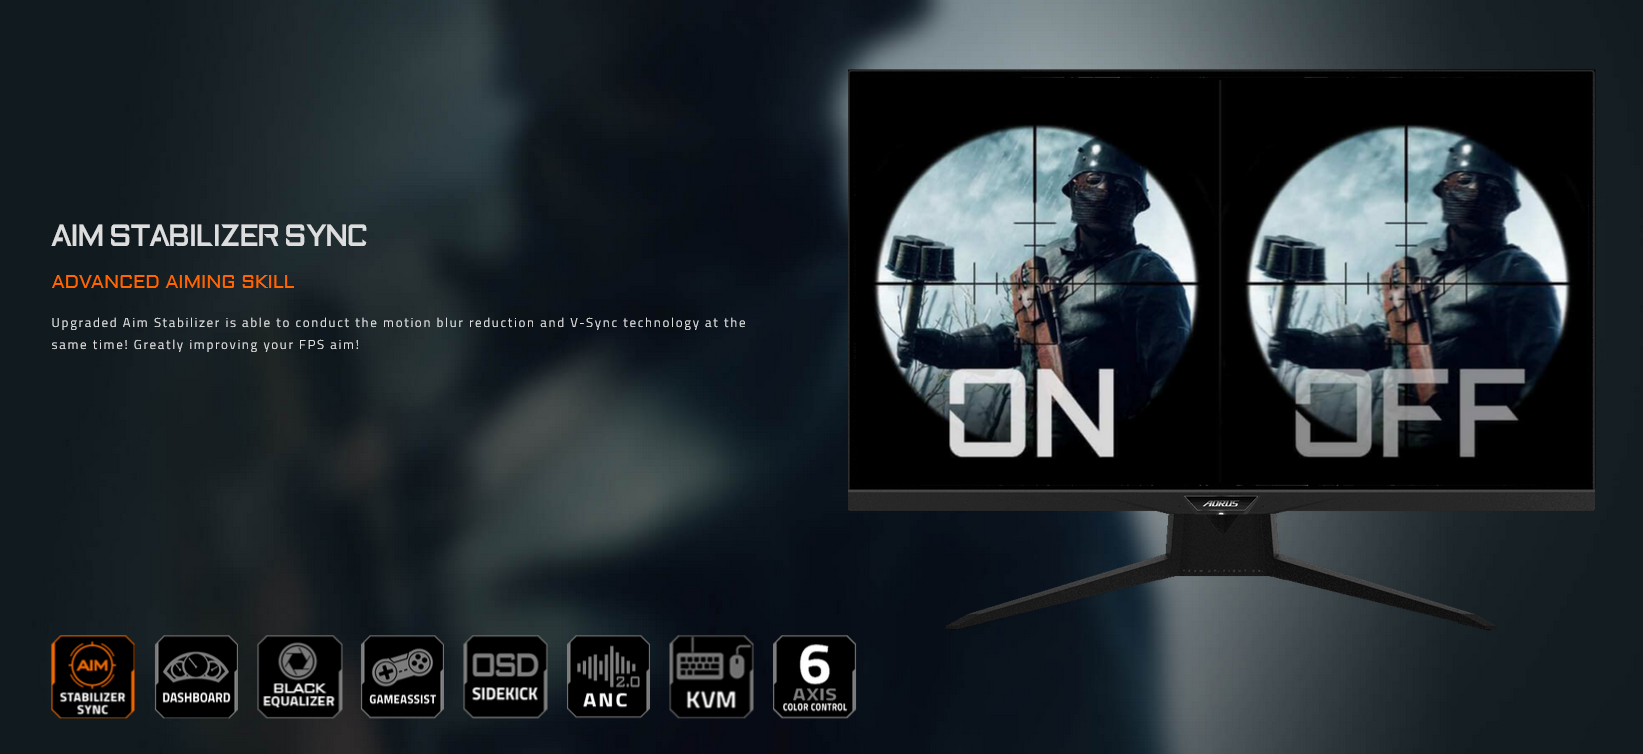 AIM STABILIZER SYNC
ADVANCED AIMING SKILL
Upgraded Aim Stabilizer is able to conduct the motion blur reduction and V-Sync technology at the
same time! Greatly improving your FPS aim!
ON
OFF
AORUS
AIM
STABILIZER
SYNC
DASHBOARD
BLACK
EQUALIZER
GAMEASSIST
OSD
SIDEKICK
2.0
ANC
KVM
6
AXIS
COLOR CONTROL